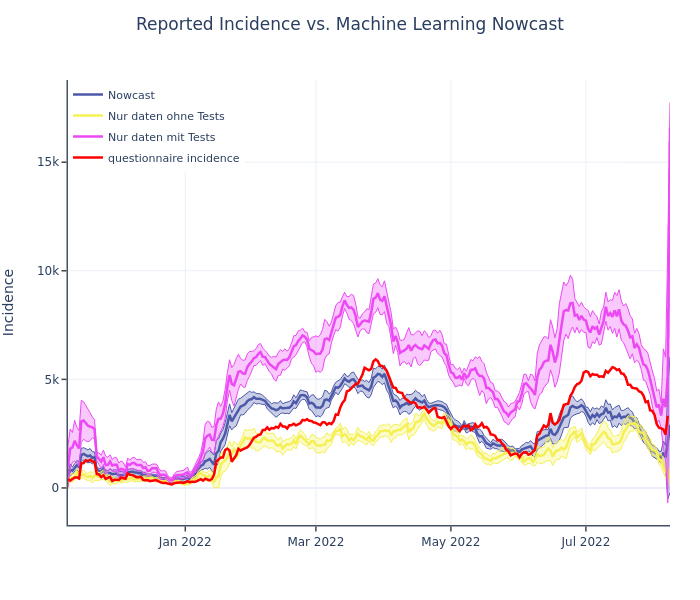 Reported Incidence vs. Machine Learning Nowcast
Nowcast
Nur daten ohne Tests
Nur daten mit Tests
questionnaire incidence
Incidence
15k
10k
5k
0
Jan 2022
Mar 2022
May 2022
Jul 2022